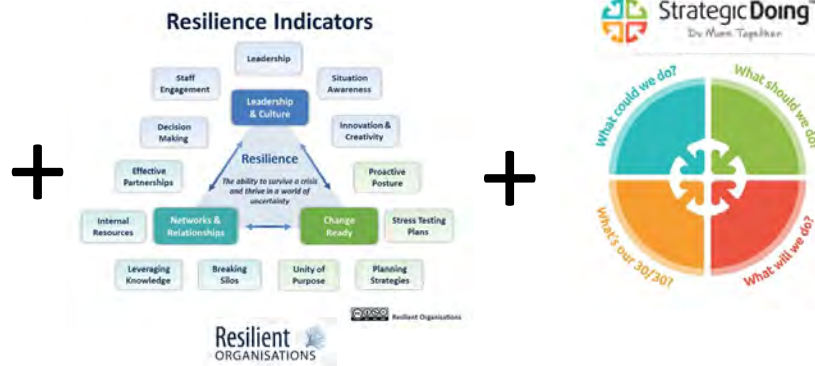 Resilience Indicators
Leadership
Staff
Engagement
Situation
Awareness
Leadership
& Culture
Decision
Making
Innovation &
Creativity
Resilience
The ability to survive a crisis
and thrive in a world of
uncertainty
Effective
Partnerships
Proactive
Posture
Internal
Resources
Networks &
Relationships
Change
Ready
Stress Testing
Plans
Leveraging
Knowledge
Breaking
Silos
Unity of
Purpose
Planning
Strategies
Resilient Organisations
Resilient
ORGANISATIONS
+
+
Strategic Doing™
Do More Together
What could we do?
What should we do?
What's our 30/30?
What will we do?